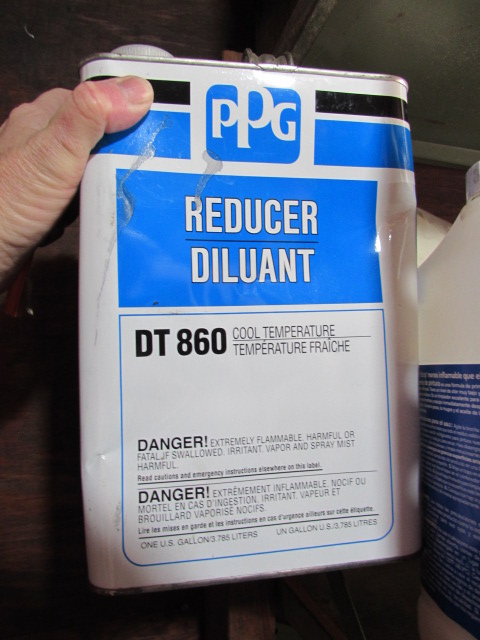 PPG
REDUCER
DILUANT
DT 860 COOL TEMPERATURE
TEMPÉRATURE FRAÎCHE
DANGER! EXTREMELY FLAMMABLE. HARMFUL OR
FATAL IF SWALLOWED. IRRITANT. VAPOR AND SPRAY MIST
HARMFUL.
Read cautions and emergency instructions elsewhere on this label.
DANGER! EXTRÊMEMENT INFLAMMABLE. NOCIF OU
MORTEL EN CAS D'INGESTION. IRRITANT. VAPEUR ET
BROUILLARD VAPORISÉ NOCIFS.
Lire les mises en garde et les instructions en cas d'urgence ailleurs sur cette étiquette.
ONE U.S. GALLON/3.785 LITERS UN GALLON U.S./3.785 LITRES